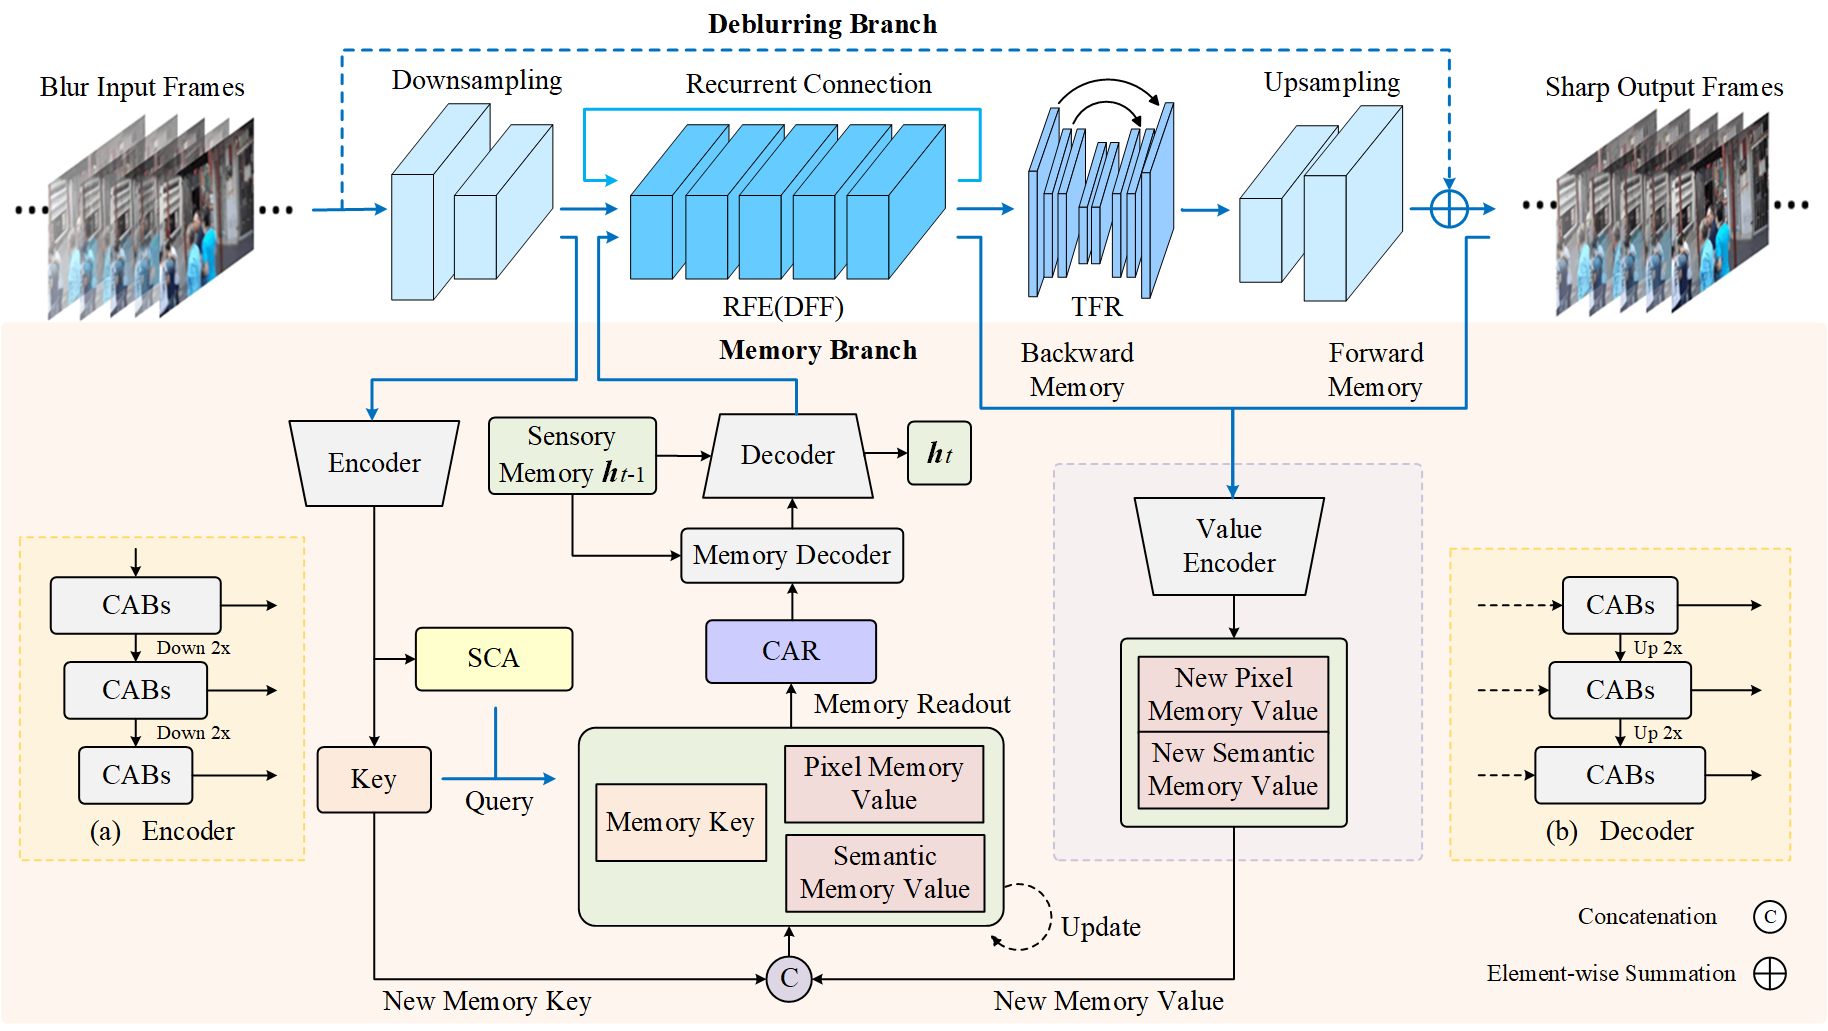 Deblurring Branch
Blur Input Frames
Downsampling
Recurrent Connection
Upsampling
Sharp Output Frames
RFE(DFF)
TFR
Memory Branch
Backward
Memory
Forward
Memory
Encoder
Sensory
Memory ht-1
Decoder
ht
Memory Decoder
Value
Encoder
CABs
Down 2x
CABs
Down 2x
CABs
(a) Encoder
SCA
CAR
Memory Readout
Key
Query
Memory Key
Pixel Memory
Value
Semantic
Memory Value
Update
New Pixel
Memory Value
New Semantic
Memory Value
CABs
Up 2x
CABs
Up 2x
CABs
(b) Decoder
Concatenation C
Element-wise Summation
C
New Memory Key
New Memory Value